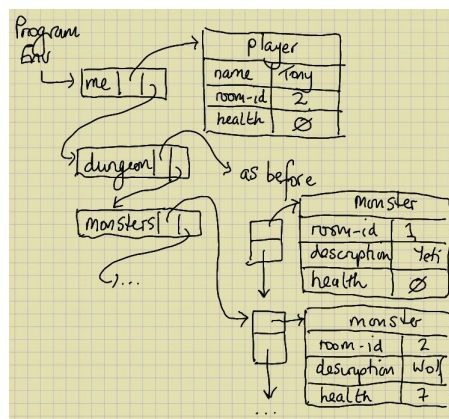 Program
Env
me
player
name Tony
room-id 2
health Ø
dungeon
as before
monsters
...
monster
room-id 1
description Yeti
health Ø
monster
room-id 2
description Wolf
health 7
...